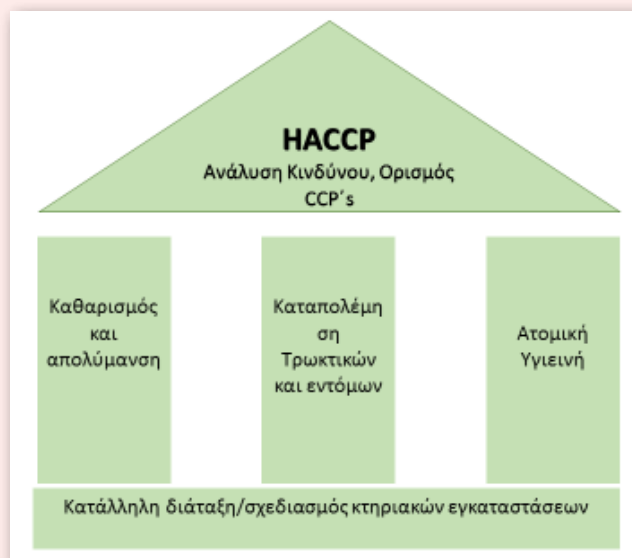 HACCP
Ανάλυση Κινδύνου, Ορισμός
CCP´s
Καθαρισμός
και
απολύμανση
Καταπολέμη
ση
Τρωκτικών
και εντόμων
Ατομική
Υγιεινή
Κατάλληλη διάταξη/σχεδιασμός κτηριακών εγκαταστάσεων